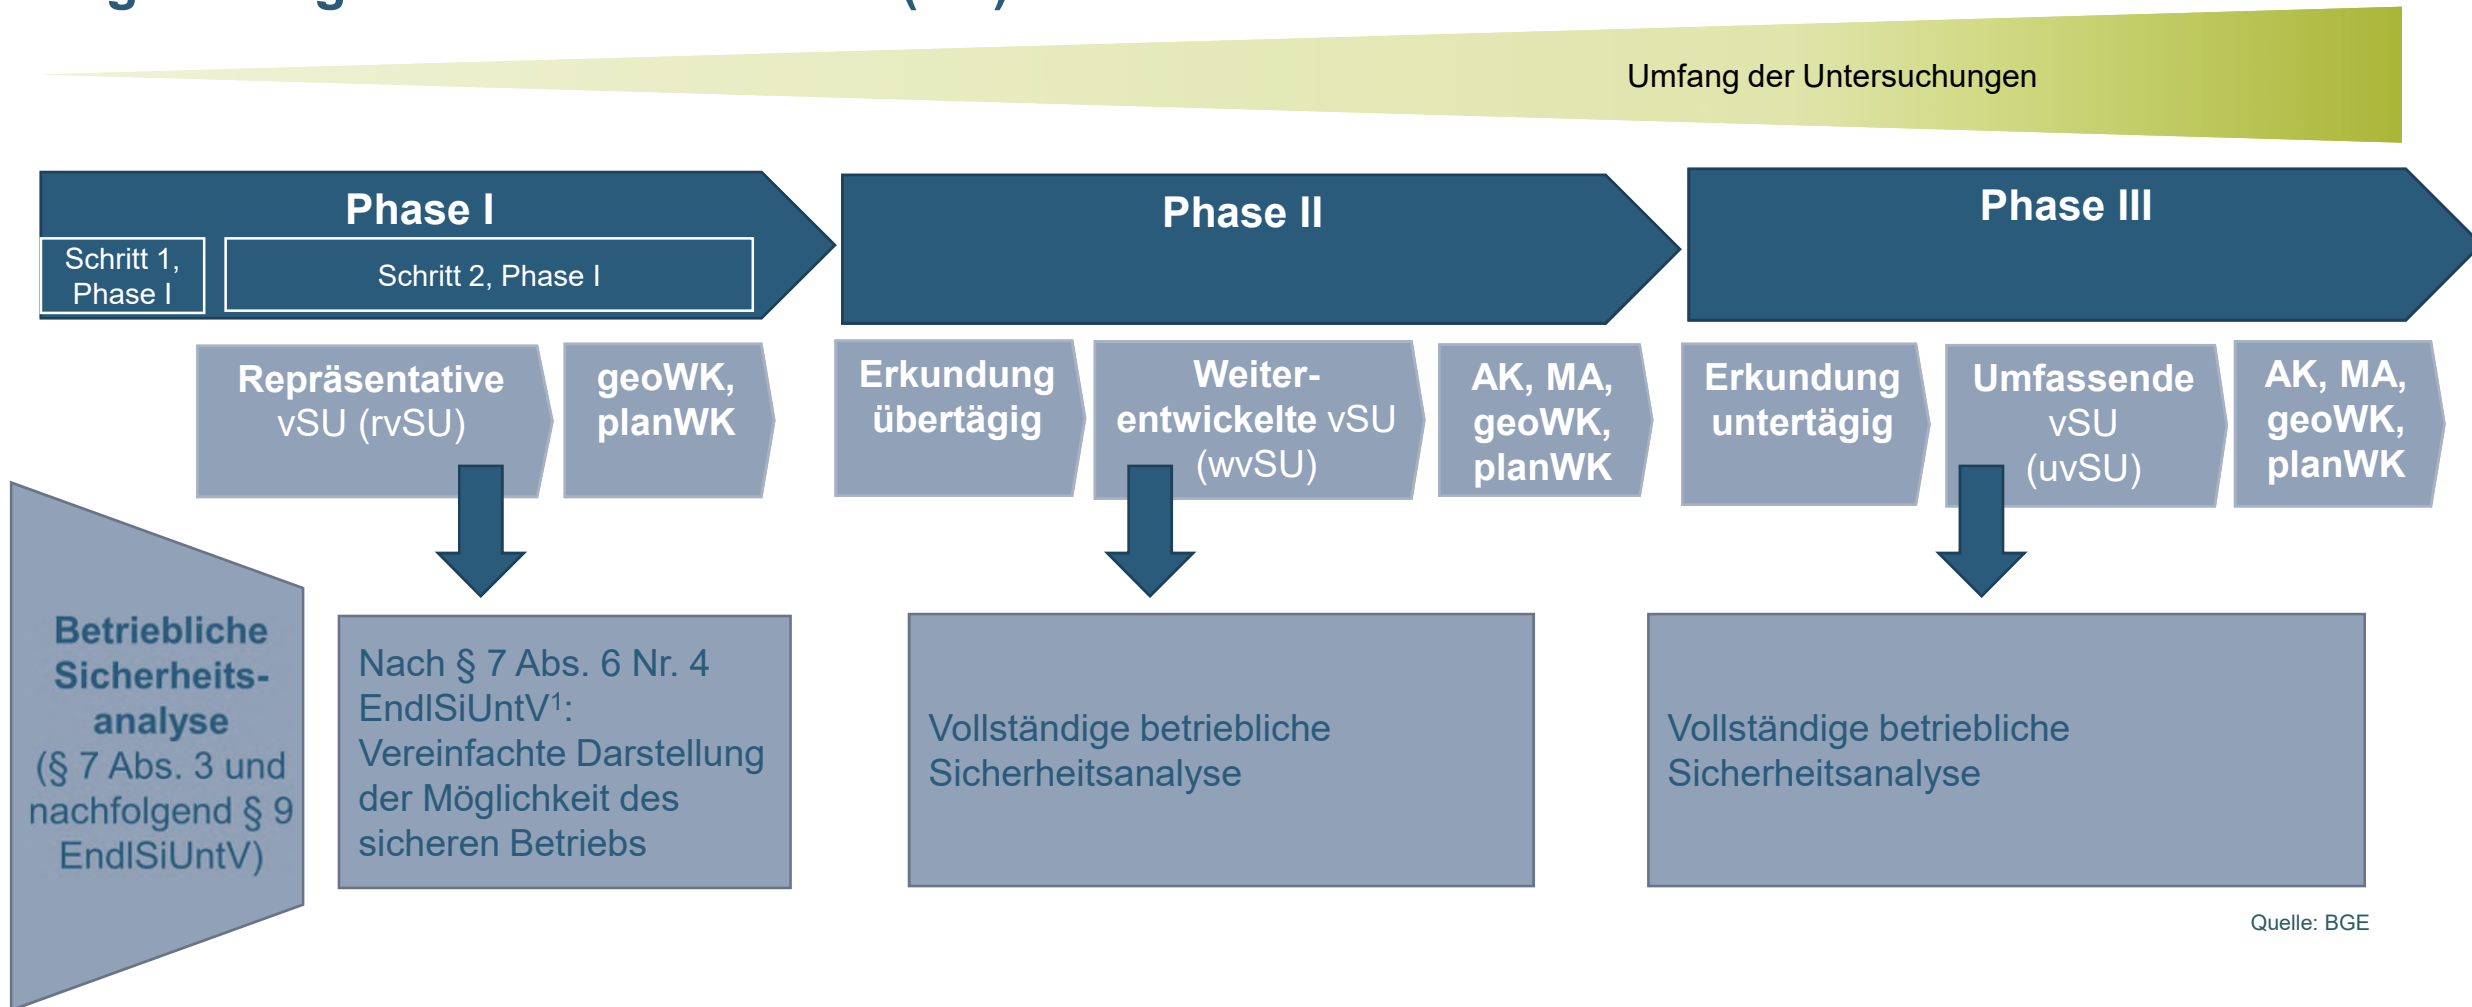 Umfang der Untersuchungen
Phase I
Schritt 1,
Phase I
Schritt 2, Phase I
Phase II
Phase III
Repräsentative
vSU (rvSU)
geoWK,
planWK
Erkundung
übertägig
Weiter-
entwickelte vSU
(wvSU)
AK, MA,
geoWK,
planWK
Erkundung
untertägig
Umfassende
vSU
(uvSU)
AK, MA,
geoWK,
planWK
Betriebliche
Sicherheits-
analyse
(§ 7 Abs. 3 und
nachfolgend § 9
EndlSiUntV)
Nach § 7 Abs. 6 Nr. 4
EndlSiUntV¹:
Vereinfachte Darstellung
der Möglichkeit des
sicheren Betriebs
Vollständige betriebliche
Sicherheitsanalyse
Vollständige betriebliche
Sicherheitsanalyse
Quelle: BGE